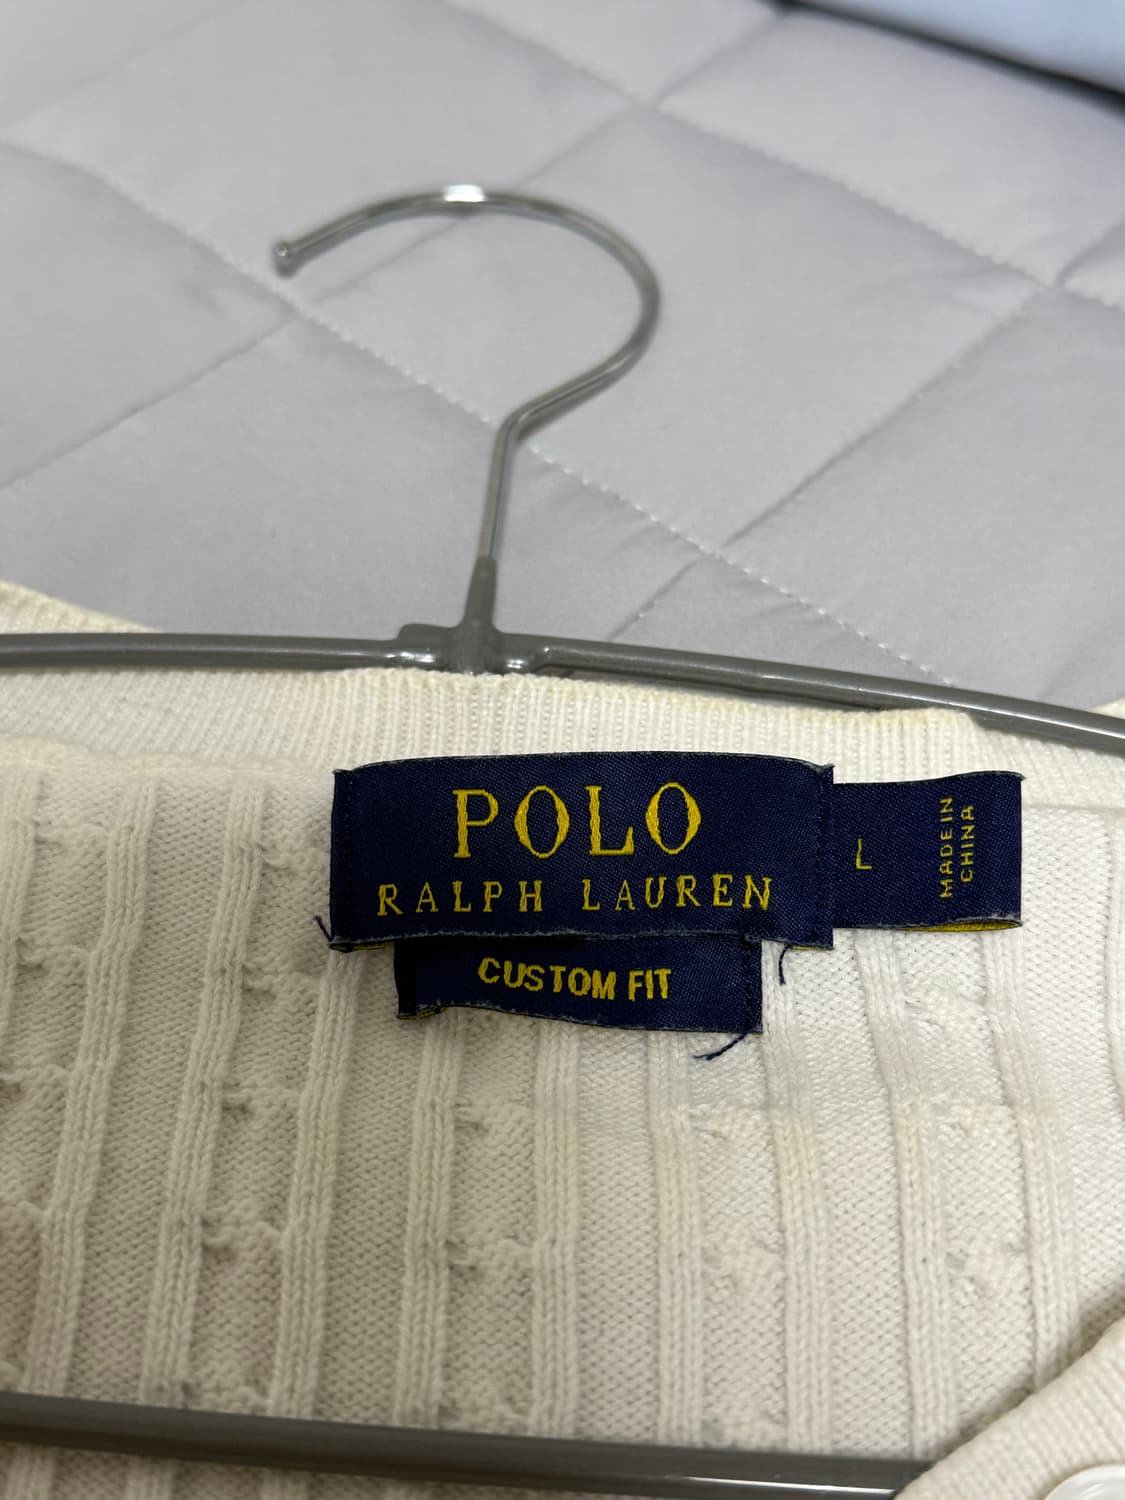 POLO
RALPH LAUREN
CUSTOM FIT
L
MADE IN
CHINA